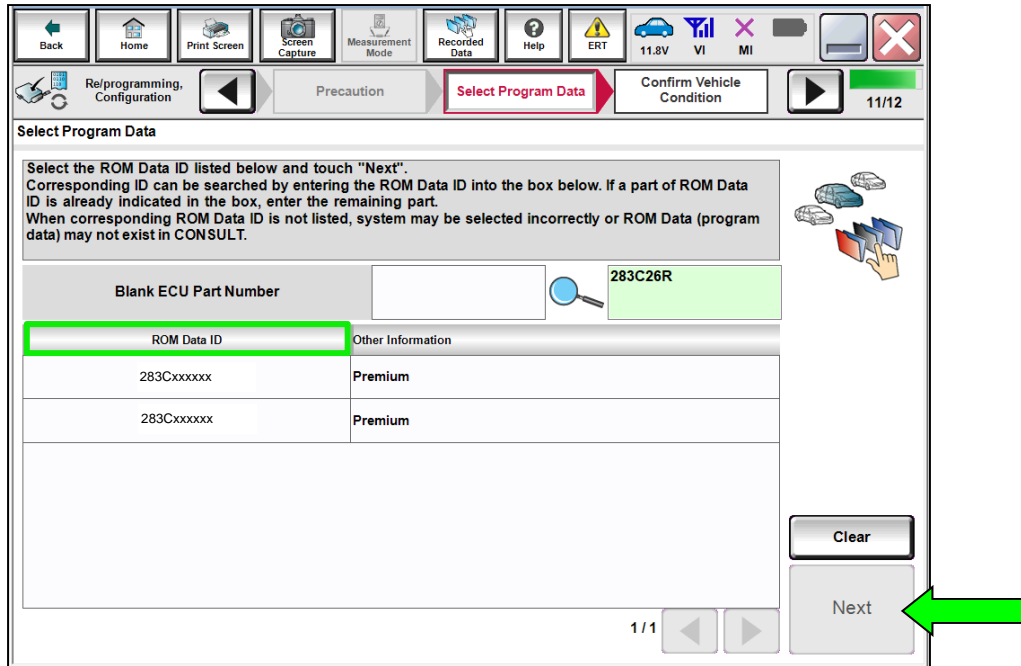 Back
Home
Print Screen
Screen
Capture
Measurement
Mode
Recorded
Data
Help
ERT
11.8V
VI
MI
Re/programming,
Configuration
Precaution
Select Program Data
Confirm Vehicle
Condition
11/12
Select Program Data
Select the ROM Data ID listed below and touch "Next".
Corresponding ID can be searched by entering the ROM Data ID into the box below. If a part of ROM Data
ID is already indicated in the box, enter the remaining part.
When corresponding ROM Data ID is not listed, system may be selected incorrectly or ROM Data (program
data) may not exist in CONSULT.
Blank ECU Part Number
283C26R
ROM Data ID
Other Information
283Cxxxxxx
Premium
283Cxxxxxx
Premium
Clear
Next
1/1